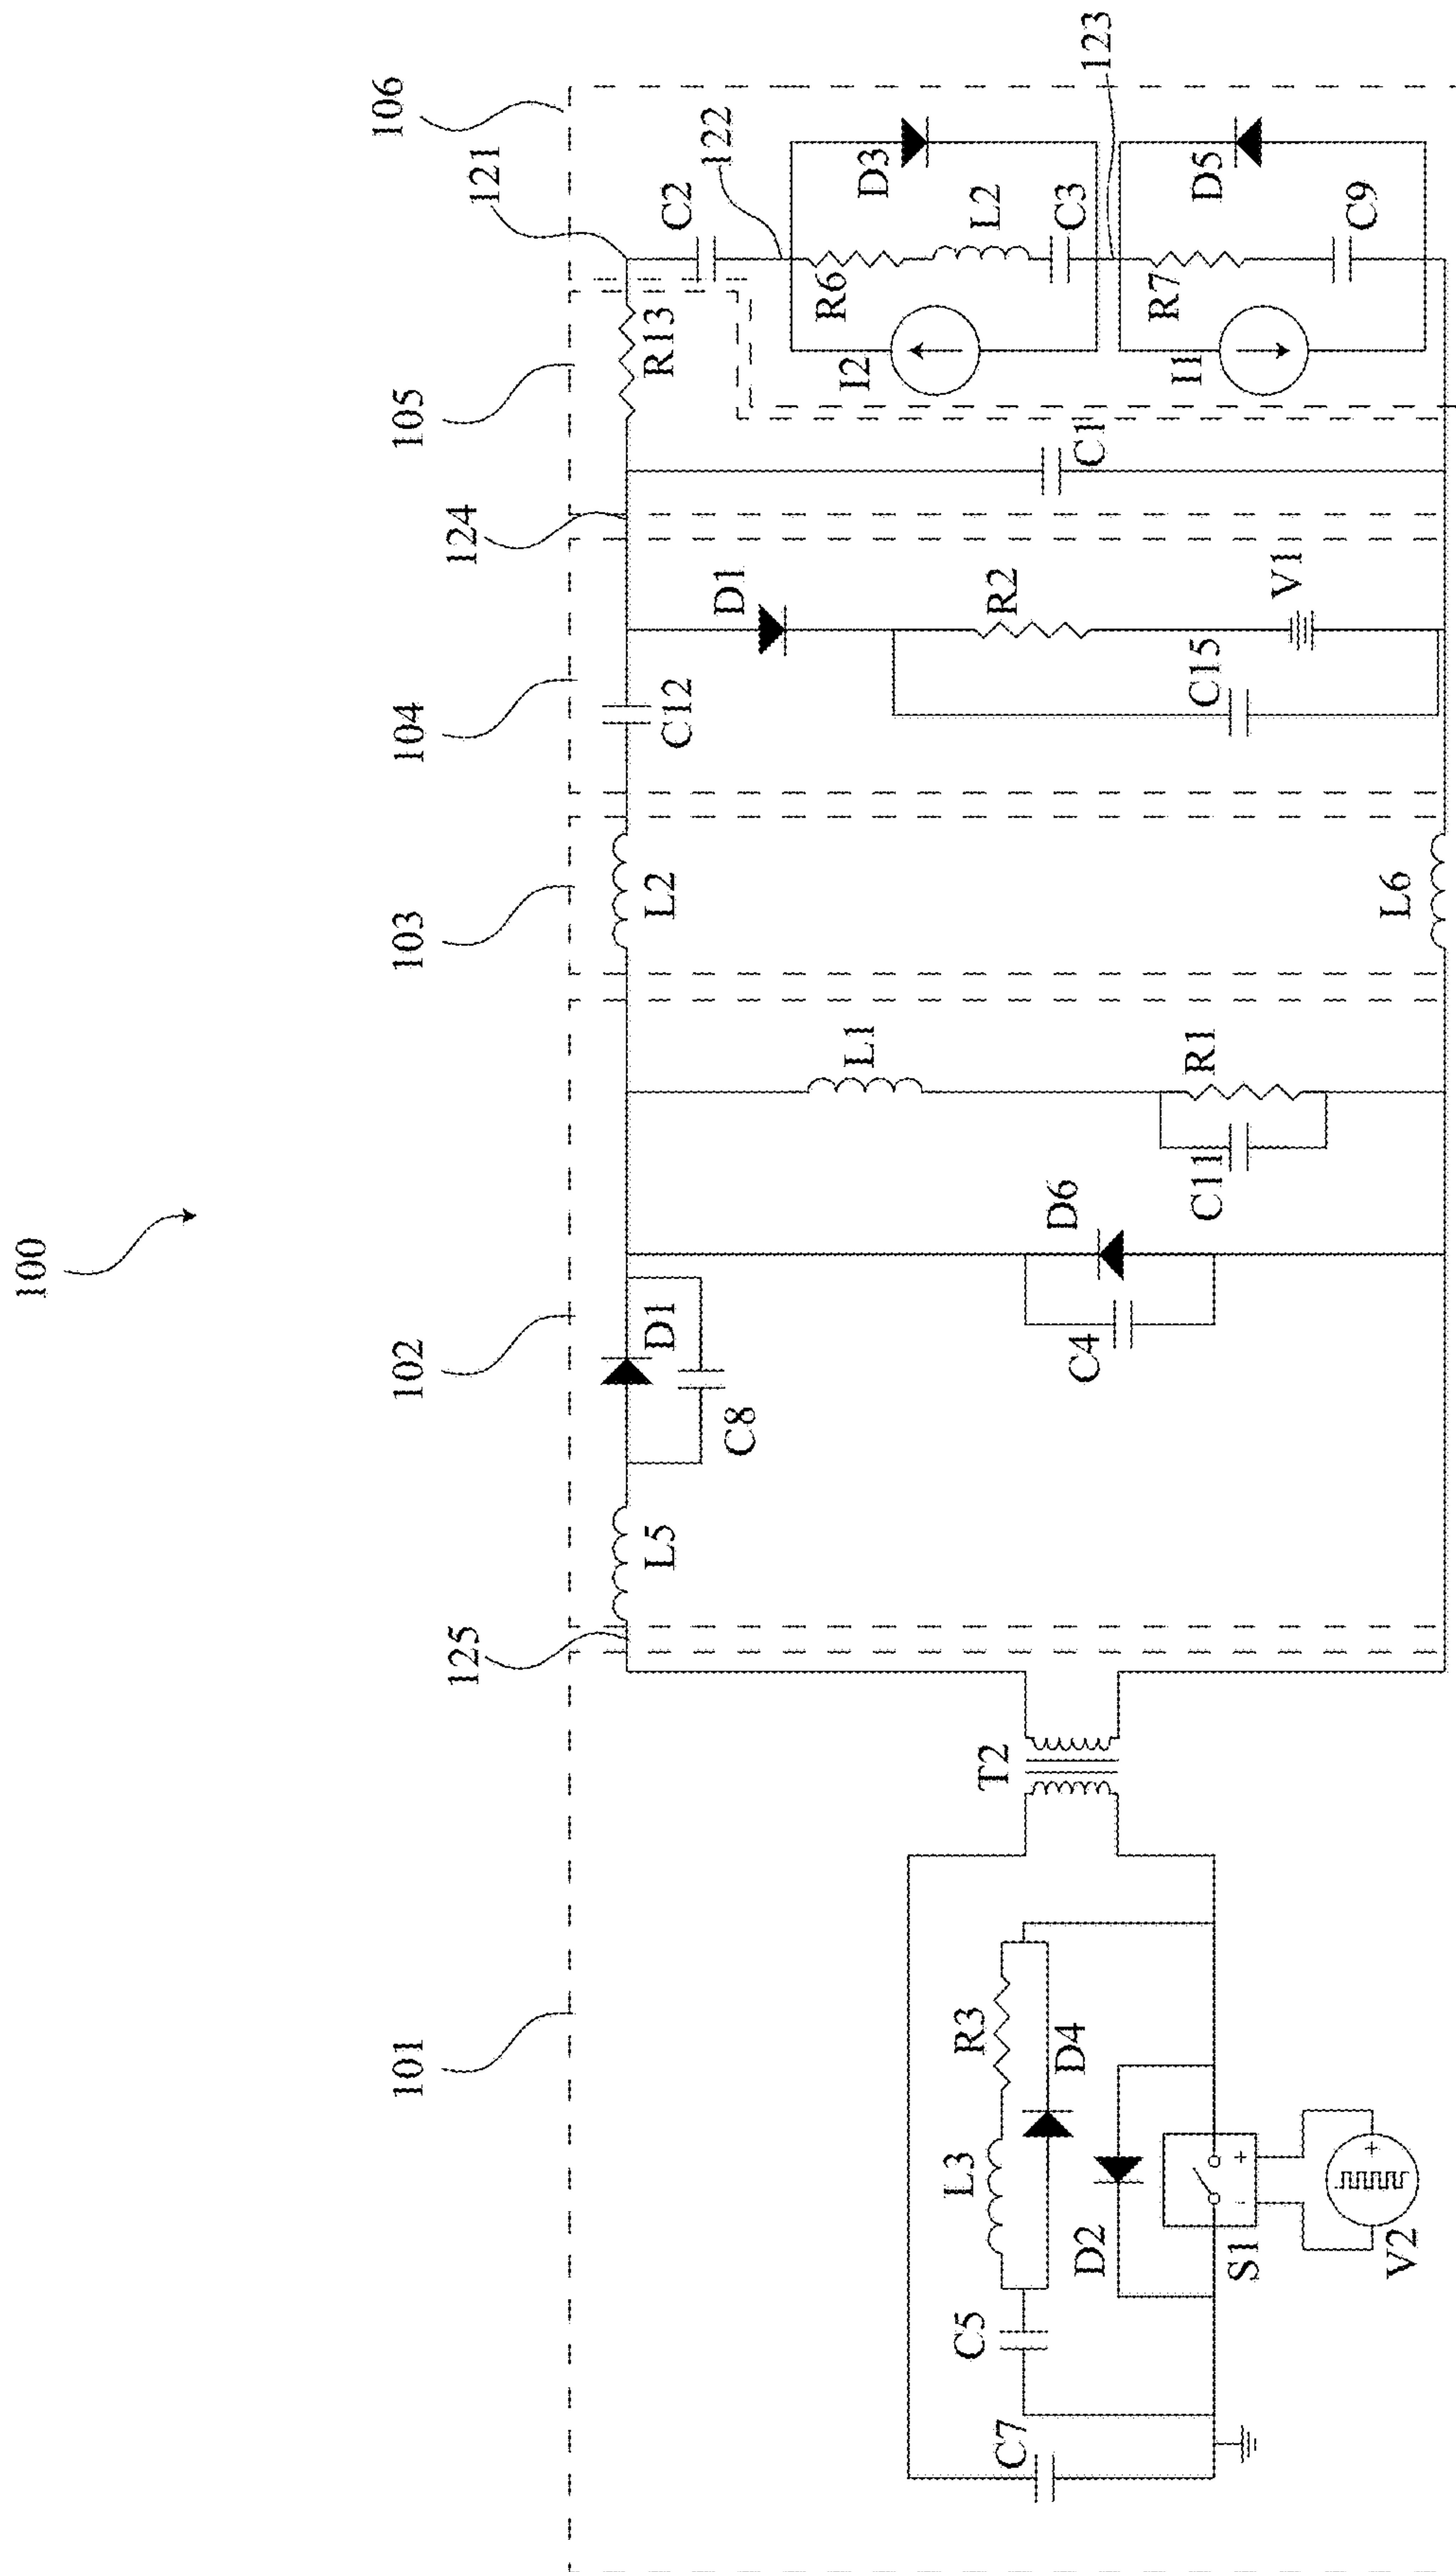 100
101
102
103
104
105
106
125
124
121
122
123
C7
C5
L3
R3
D4
D2
S1
V2
T2
L5
D1
C8
D6
C4
L1
R1
C11
L2
L6
C12
D1
R2
C15
V1
C1
R13
C2
R6
L2
C3
I2
D3
R7
C9
I1
D5
+
+